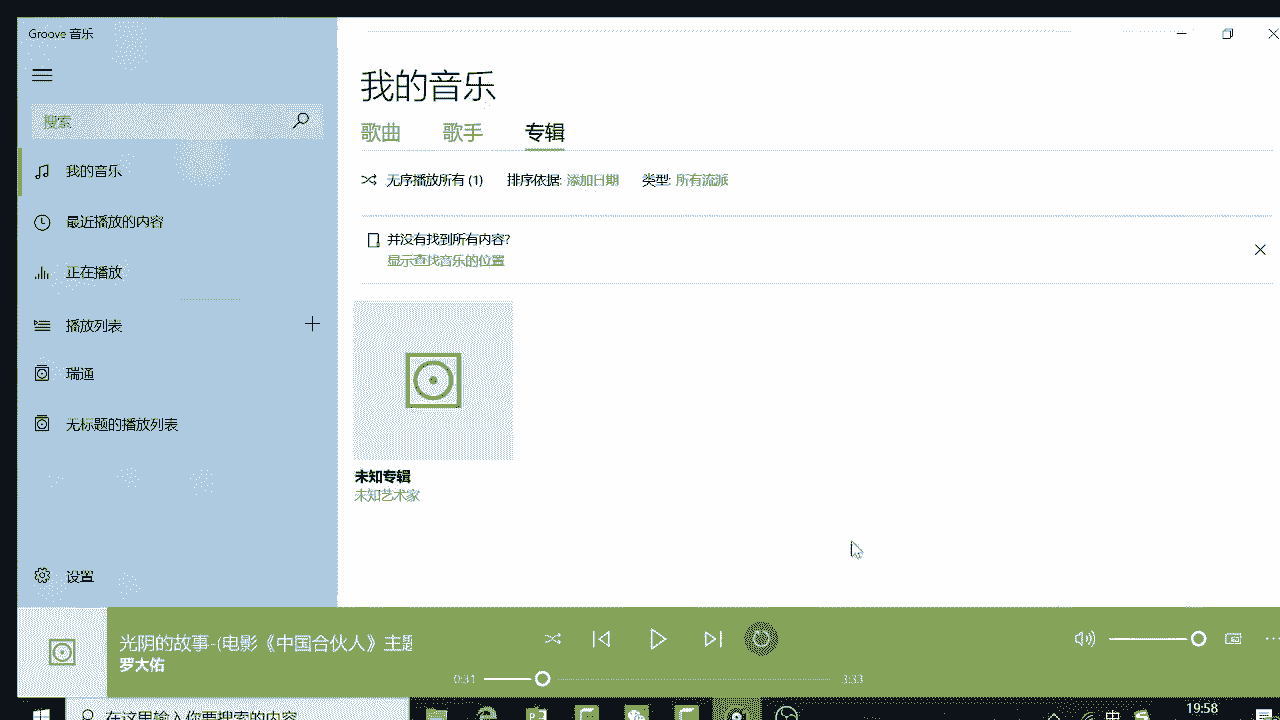 Groove 音乐
搜索
我的音乐
最近播放的内容
正在播放
播放列表
瑞通
无标题的播放列表
设置
我的音乐
歌曲 歌手 专辑
无序播放所有 (1) 排序依据: 添加日期 类型: 所有流派
并没有找到所有内容?
显示查找音乐的位置
未知专辑
未知艺术家
光阴的故事-(电影《中国合伙人》主题
罗大佑
0:31 3:33
在这里输入你要搜索的内容
中 19:58